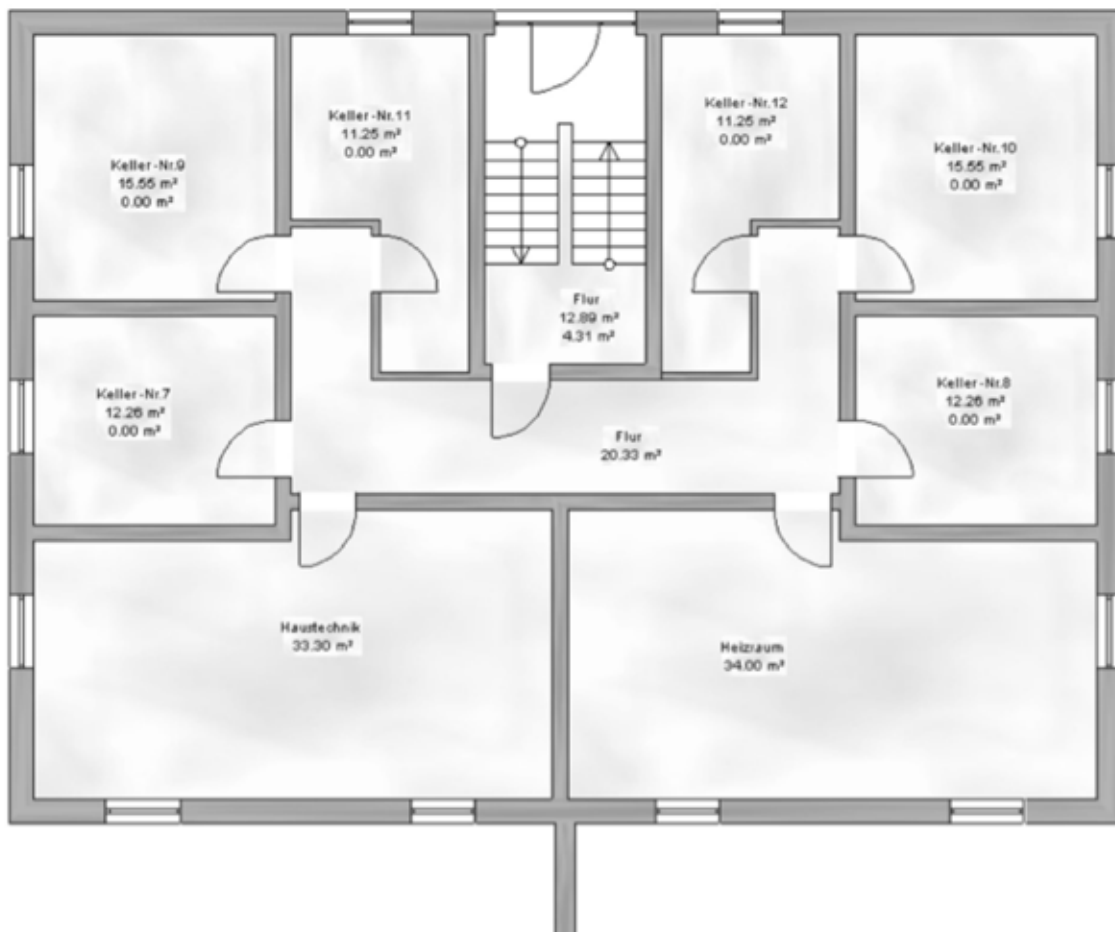 Keller-Nr.11
11.25 m²
0.00 m²
Keller-Nr.12
11.25 m²
0.00 m²
Keller-Nr.9
15.55 m²
0.00 m²
Keller-Nr.10
15.55 m²
0.00 m²
Flur
12.89 m²
4.31 m²
Keller-Nr.7
12.26 m²
0.00 m²
Keller-Nr.8
12.26 m²
0.00 m²
Flur
20.33 m²
Haustechnik
33.30 m²
Heizraum
34.00 m²